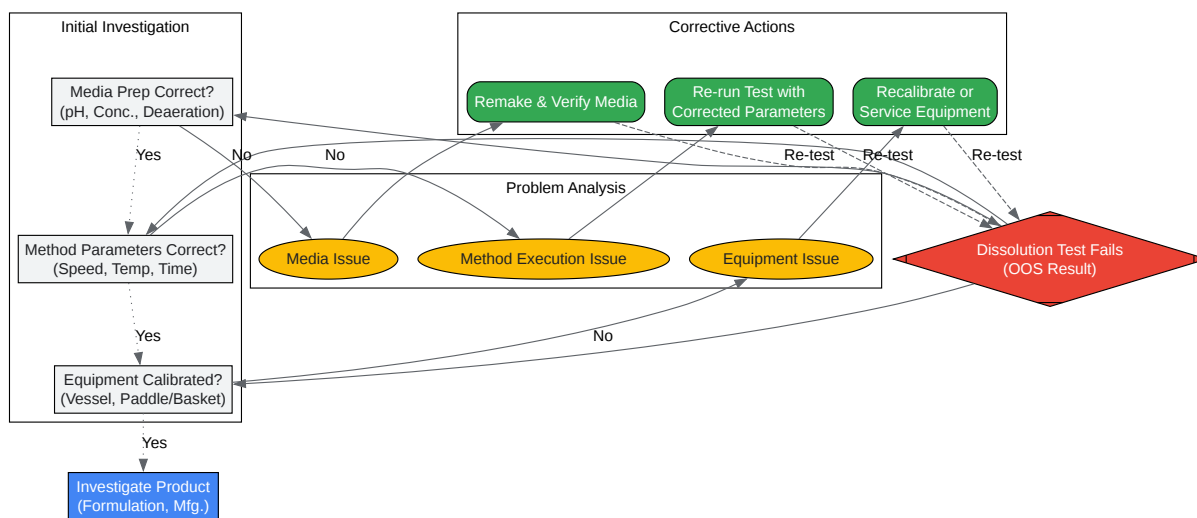 Initial Investigation
Corrective Actions
Media Prep Correct?
(pH, Conc., Deaeration)
Remake & Verify Media
Re-run Test with
Corrected Parameters
Recalibrate or
Service Equipment
Yes
No
No
Re-test
Re-test
Re-test
Problem Analysis
Method Parameters Correct?
(Speed, Temp, Time)
Media Issue
Method Execution Issue
Equipment Issue
Dissolution Test Fails
(OOS Result)
Yes
No
Equipment Calibrated?
(Vessel, Paddle/Basket)
Yes
Investigate Product
(Formulation, Mfg.)